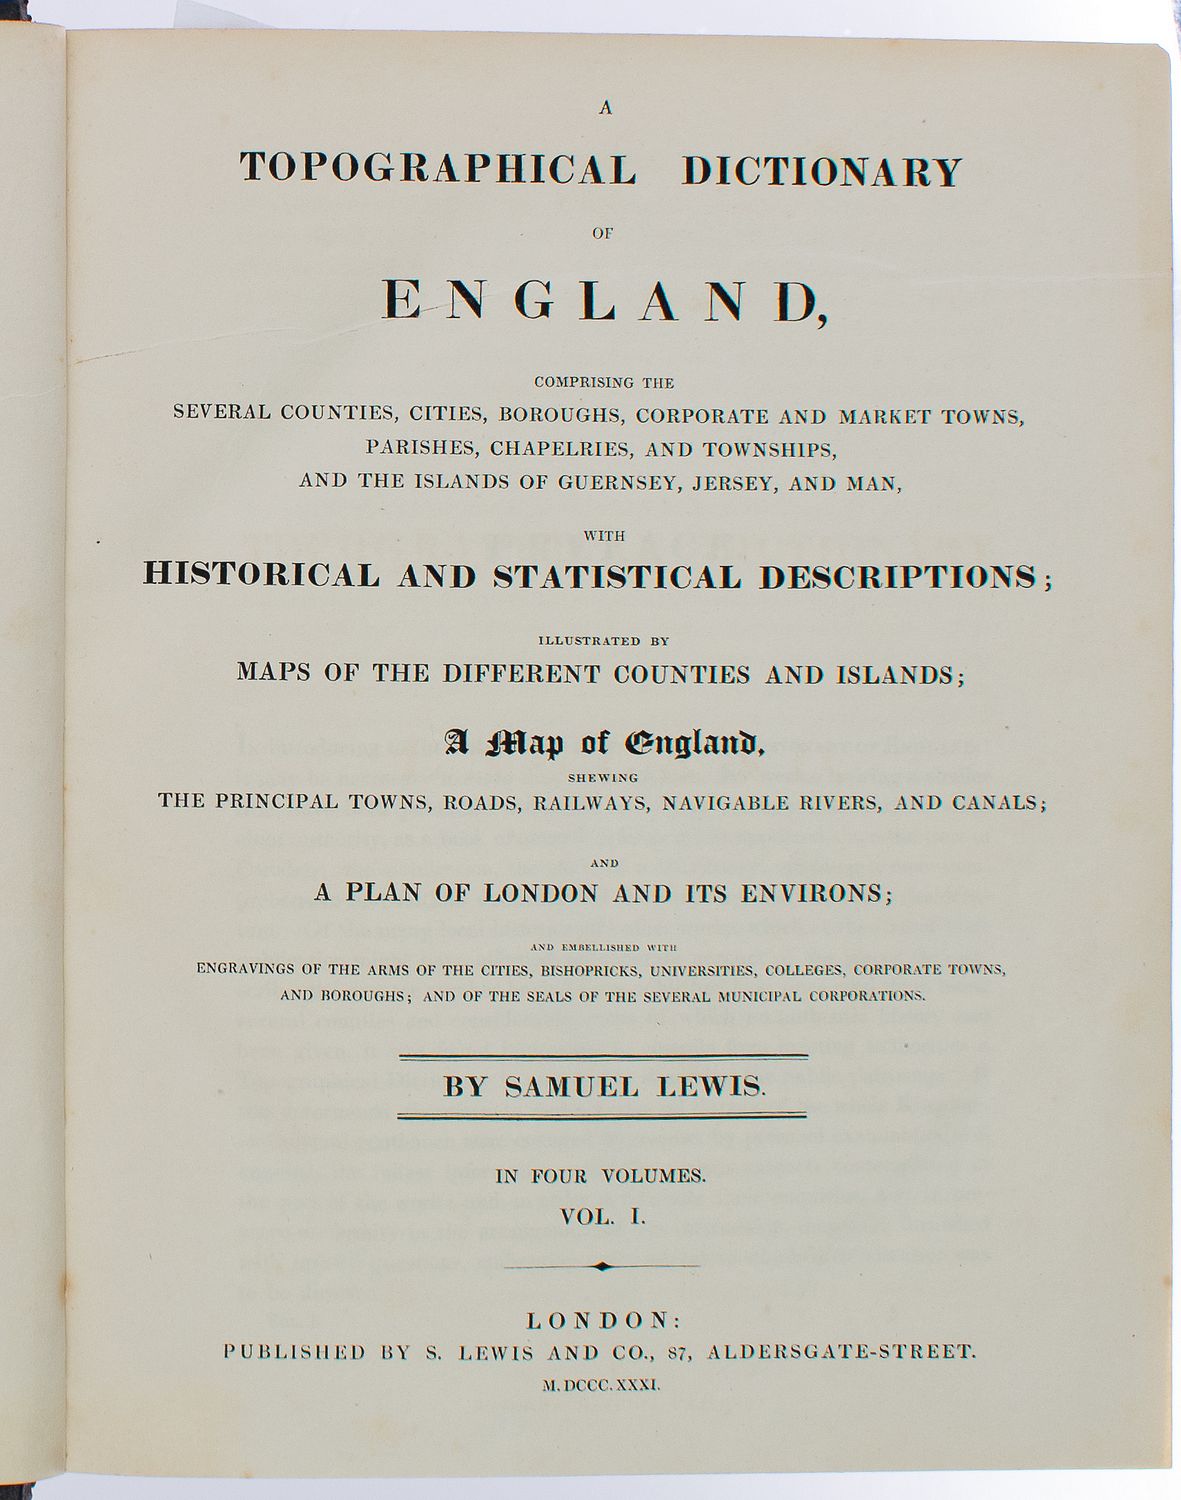 A
TOPOGRAPHICAL DICTIONARY
OF
ENGLAND,
COMPRISING THE
SEVERAL COUNTIES, CITIES, BOROUGHS, CORPORATE AND MARKET TOWNS,
PARISHES, CHAPELRIES, AND TOWNSHIPS,
AND THE ISLANDS OF GUERNSEY, JERSEY, AND MAN,
WITH
HISTORICAL AND STATISTICAL DESCRIPTIONS;
ILLUSTRATED BY
MAPS OF THE DIFFERENT COUNTIES AND ISLANDS;
A Map of England,
SHEWING
THE PRINCIPAL TOWNS, ROADS, RAILWAYS, NAVIGABLE RIVERS, AND CANALS;
AND
A PLAN OF LONDON AND ITS ENVIRONS;
AND EMBELLISHED WITH
ENGRAVINGS OF THE ARMS OF THE CITIES, BISHOPRICKS, UNIVERSITIES, COLLEGES, CORPORATE TOWNS,
AND BOROUGHS; AND OF THE SEALS OF THE SEVERAL MUNICIPAL CORPORATIONS.
BY SAMUEL LEWIS.
IN FOUR VOLUMES.
VOL. I.
LONDON:
PUBLISHED BY S. LEWIS AND CO., 87, ALDERSGATE-STREET.
M.DCCC.XXXI.